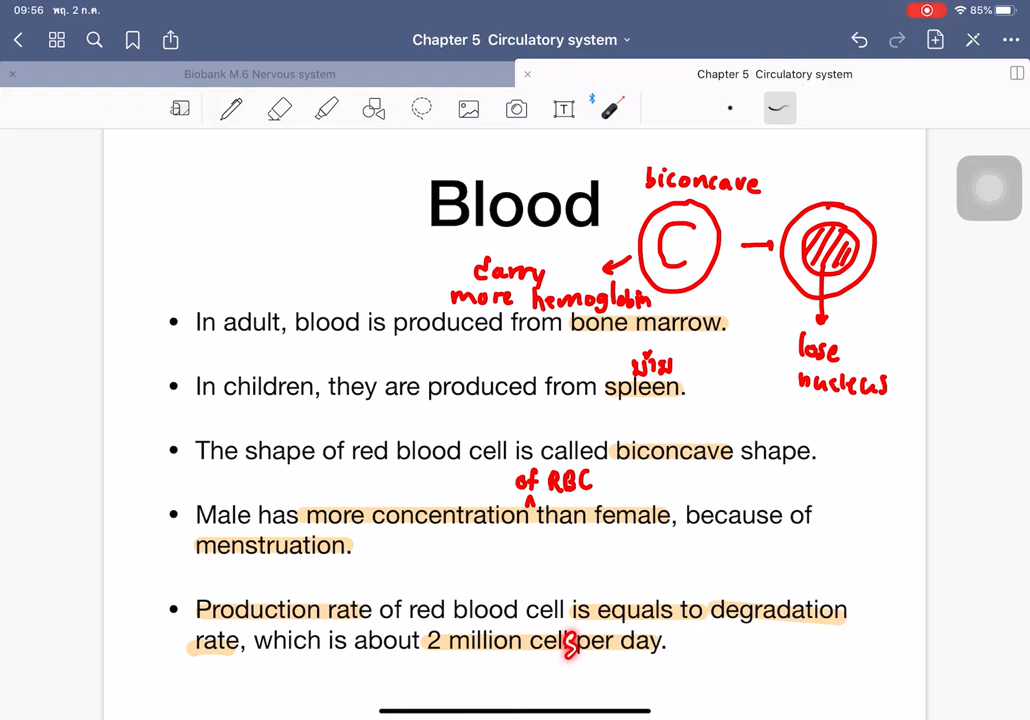 09:56 พฤ. 2 ก.ค.
85%
Chapter 5 Circulatory system
Biobank M.6 Nervous system
Chapter 5 Circulatory system
T
Blood
biconcave
C
carry
more hemoglobin
lose
nucleus
• In adult, blood is produced from bone marrow.
ม้าม
• In children, they are produced from spleen.
• The shape of red blood cell is called biconcave shape.
of RBC
• Male has more concentration than female, because of
menstruation.
• Production rate of red blood cell is equals to degradation
rate, which is about 2 million cells per day.